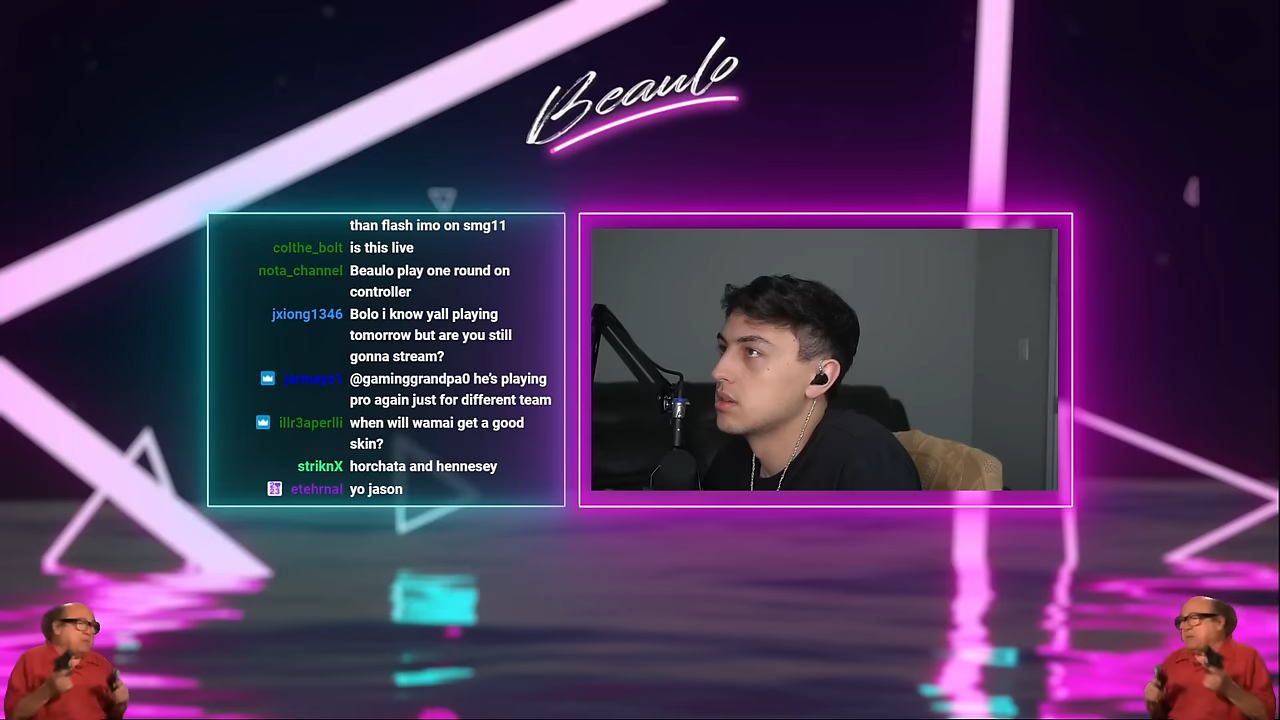 Beaulo
than flash imo on smg11
colthe_bolt is this live
nota_channel Beaulo play one round on
controller
jxiong1346 Bolo i know yall playing
tomorrow but are you still
gonna stream?
jarmayo1 @gaminggrandpa0 he's playing
pro again just for different team
illr3aperlli when will wamai get a good
skin?
striknX horchata and hennesey
etehrnal yo jason